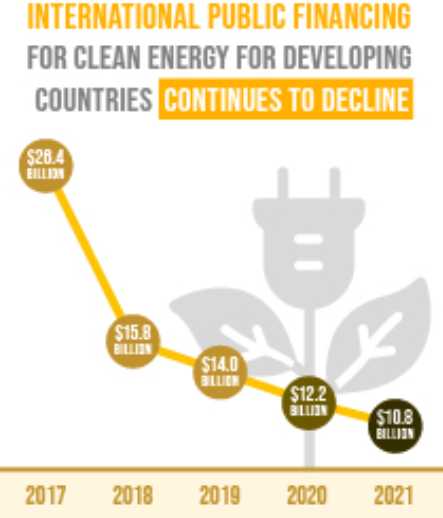 INTERNATIONAL PUBLIC FINANCING
FOR CLEAN ENERGY FOR DEVELOPING
COUNTRIES CONTINUES TO DECLINE
$26.4
BILLION
$15.8
BILLION
$14.0
BILLION
$12.2
BILLION
$10.8
BILLION
2017 2018 2019 2020 2021